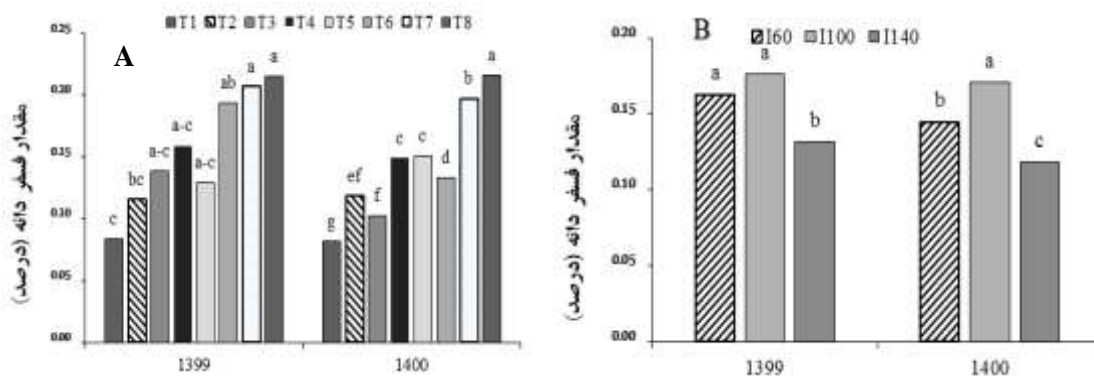 T1 T2 T3 T4 T5 T6 T7 T8
A
مقدار فسفر دانه (درصد)
0.25
0.20
0.15
0.10
0.05
0.00
c bc a-c a-c a-c ab a a
g ef f c c d b a
1399 1400
B
I60 I100 I140
مقدار فسفر دانه (درصد)
0.20
0.15
0.10
0.05
0.00
a a b
b a c
1399 1400